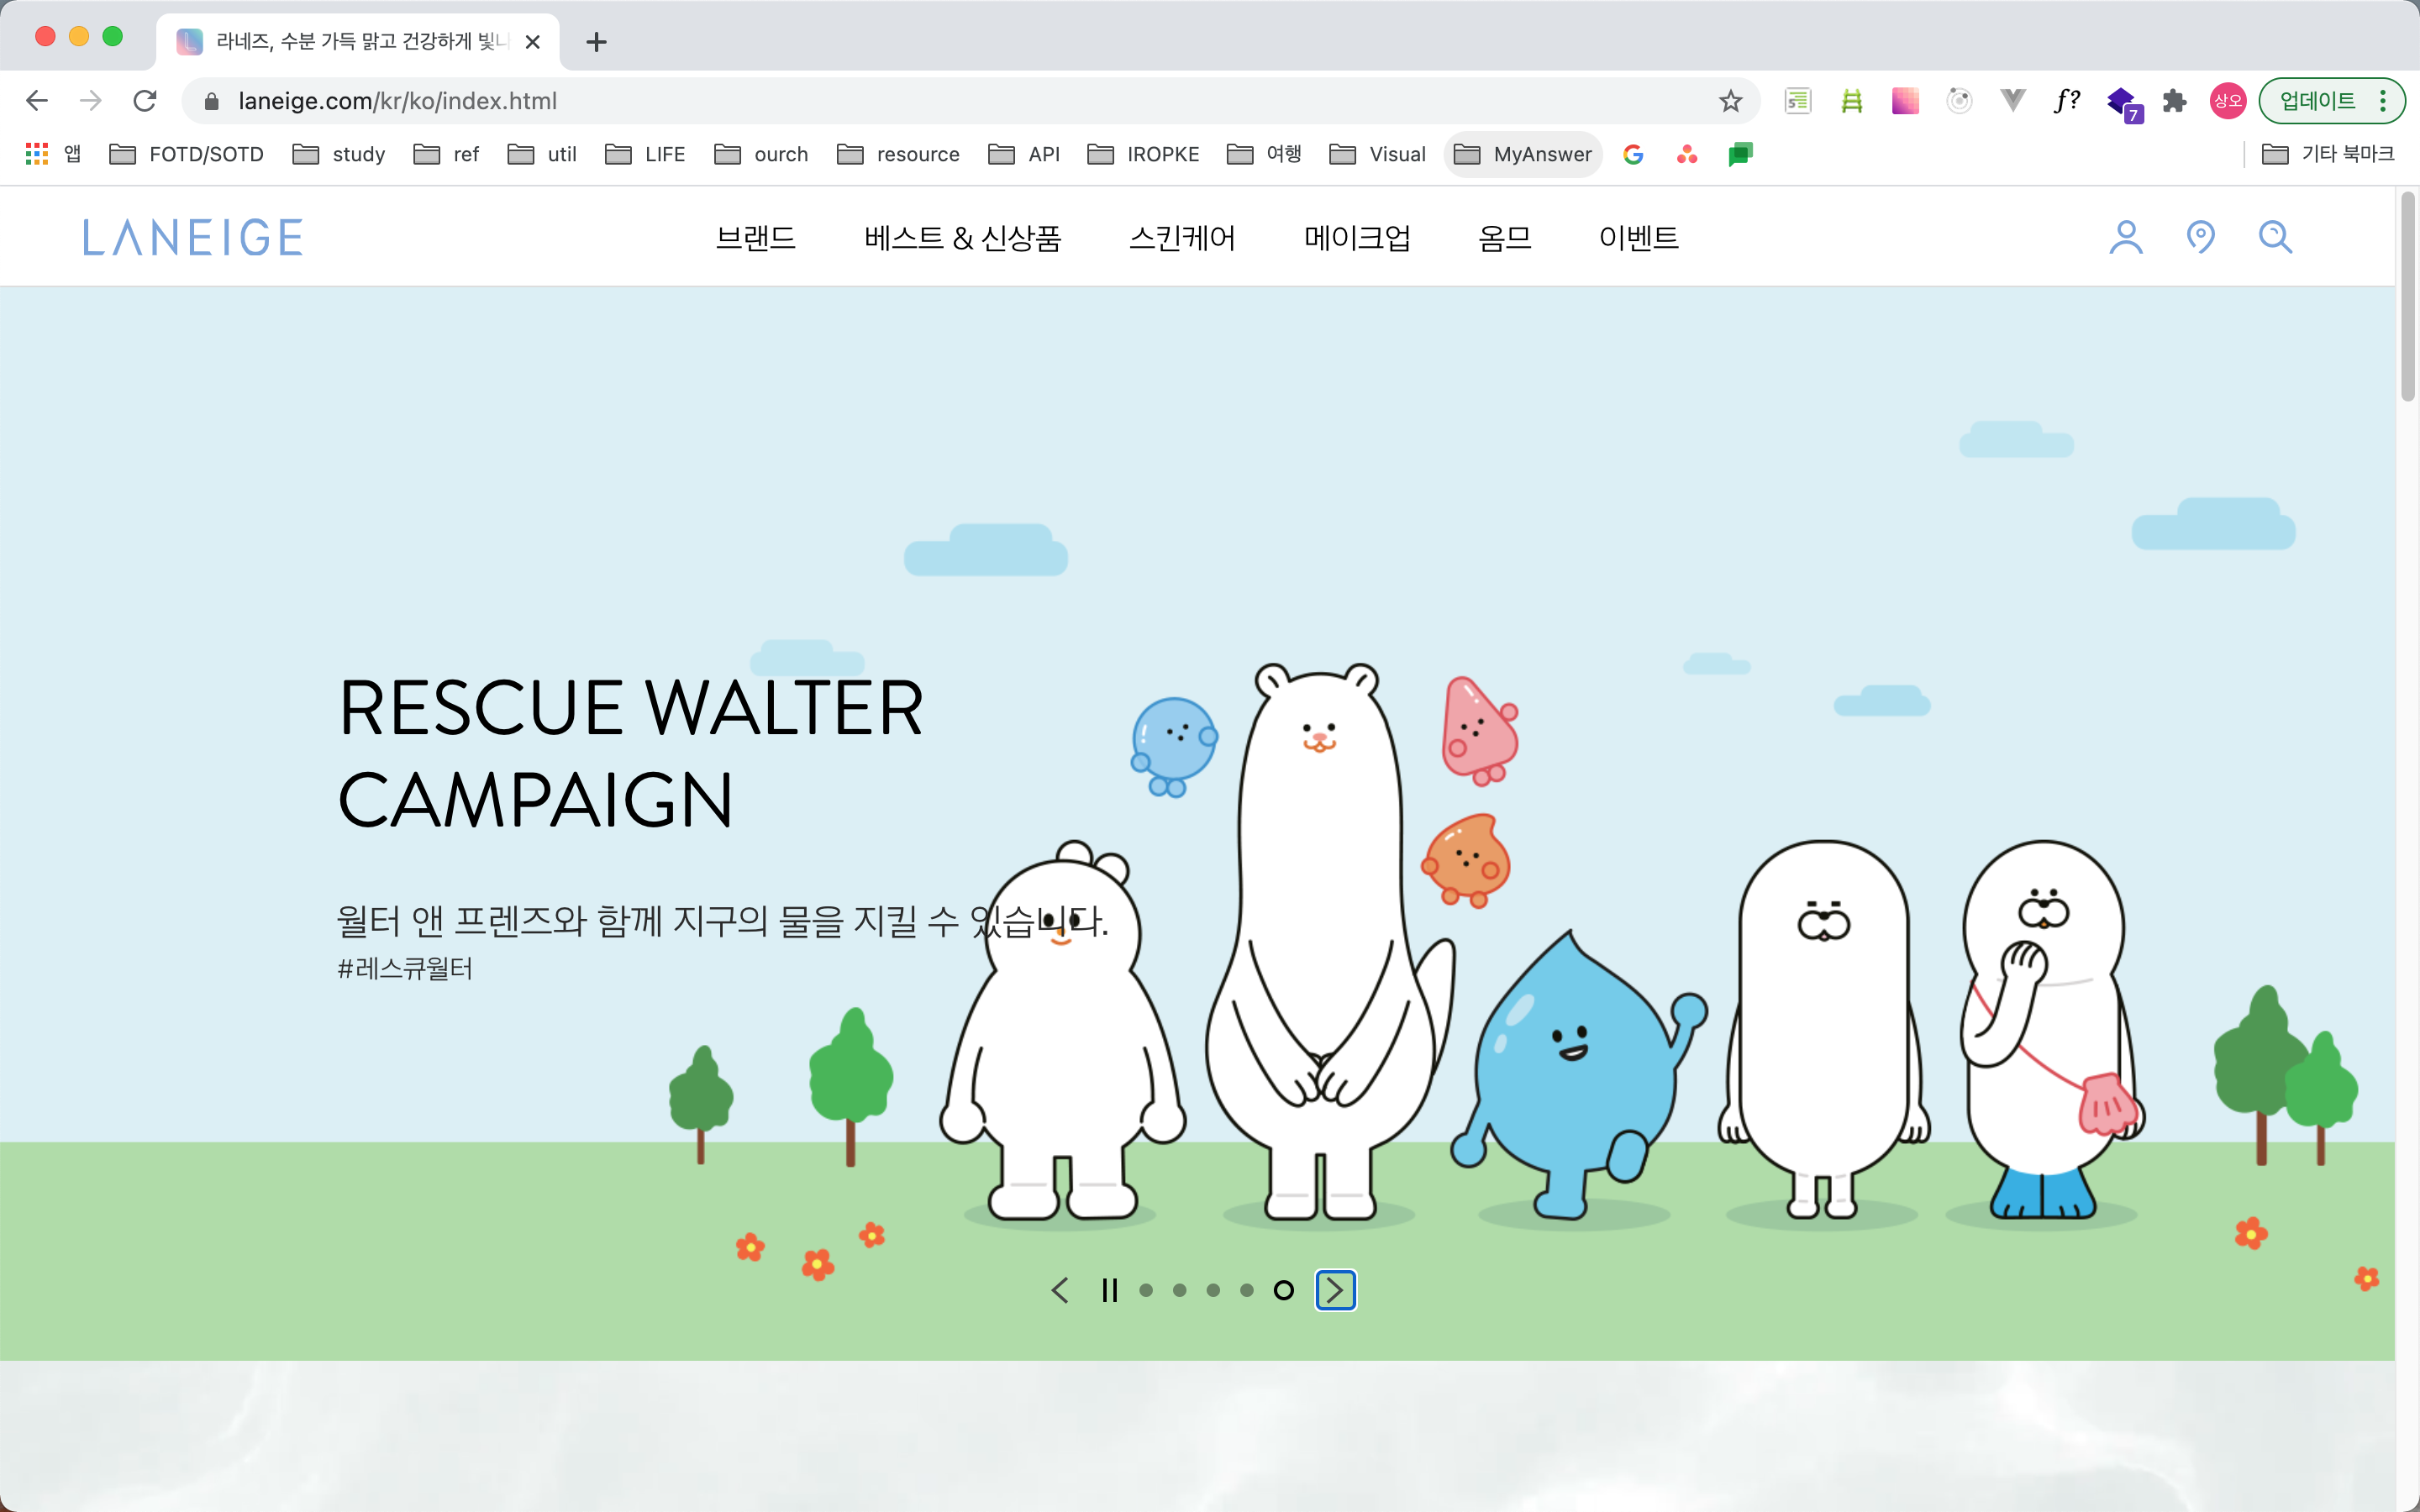 라네즈, 수분 가득 맑고 건강하게 빛나
laneige.com/kr/ko/index.html
f?
7
상오
업데이트
앱
FOTD/SOTD
study
ref
util
LIFE
ourch
resource
API
IROPKE
여행
Visual
MyAnswer
기타 북마크
LANEIGE
브랜드
베스트 & 신상품
스킨케어
메이크업
옴므
이벤트
RESCUE WALTER
CAMPAIGN
월터 앤 프렌즈와 함께 지구의 물을 지킬 수 있습니다.
#레스큐월터